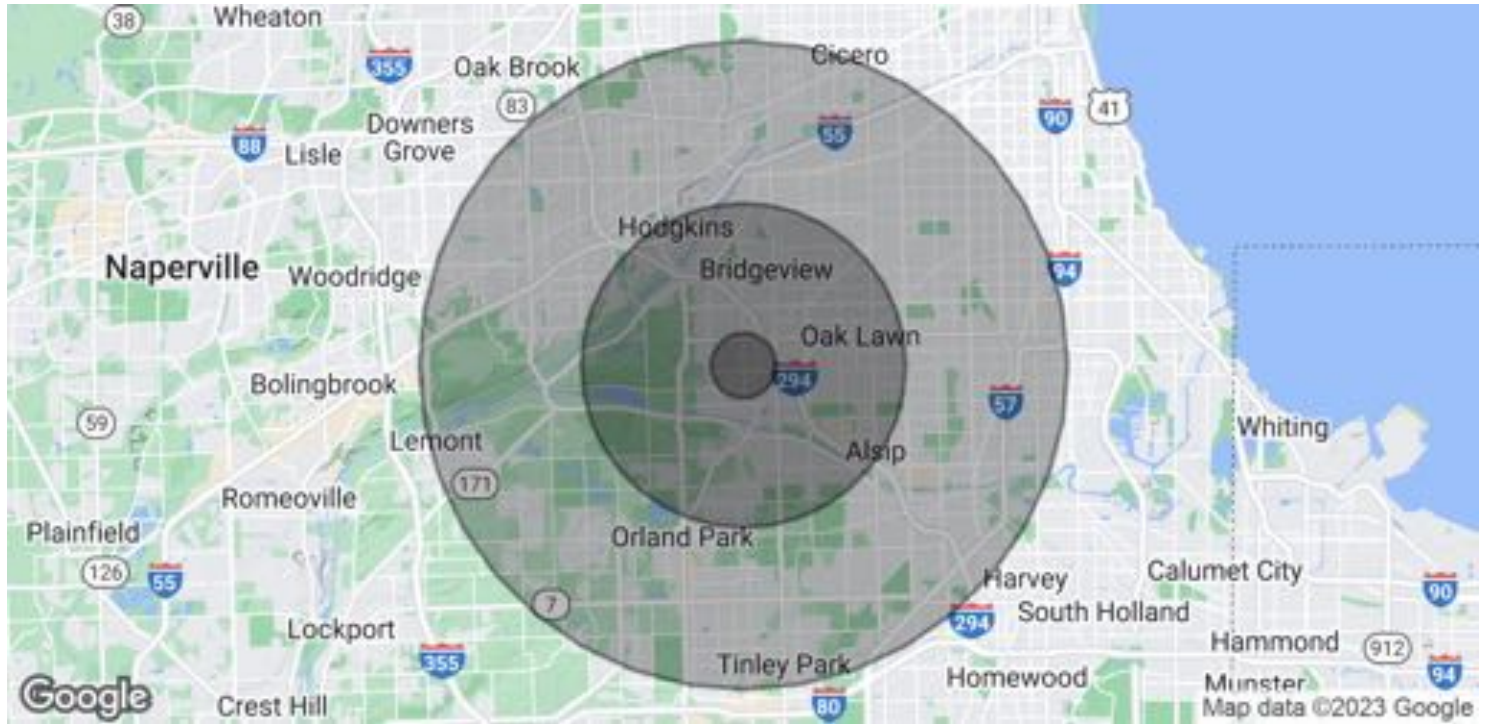 38
Wheaton
355
Oak Brook
Cicero
83
Downers
Grove
88
Lisle
55
90
41
Hodgkins
Bridgeview
Naperville
Woodridge
94
Oak Lawn
294
Bolingbrook
57
59
Lemont
Alsip
Whiting
171
Romeoville
Plainfield
Orland Park
126
55
Harvey
Calumet City
90
7
South Holland
294
Lockport
355
Hammond
912
Tinley Park
Homewood
94
Munster
Google
Crest Hill
80
Map data ©2023 Google